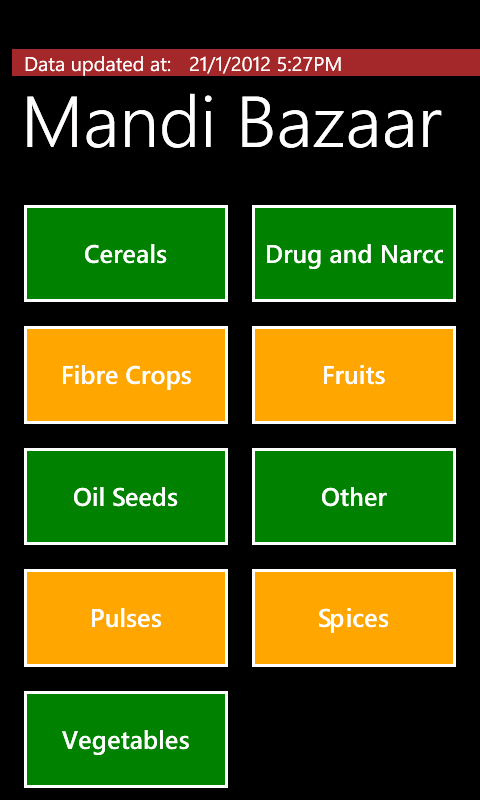 Data updated at: 21/1/2012 5:27PM
Mandi Bazaar
Cereals
Drug and Narcc
Fibre Crops
Fruits
Oil Seeds
Other
Pulses
Spices
Vegetables